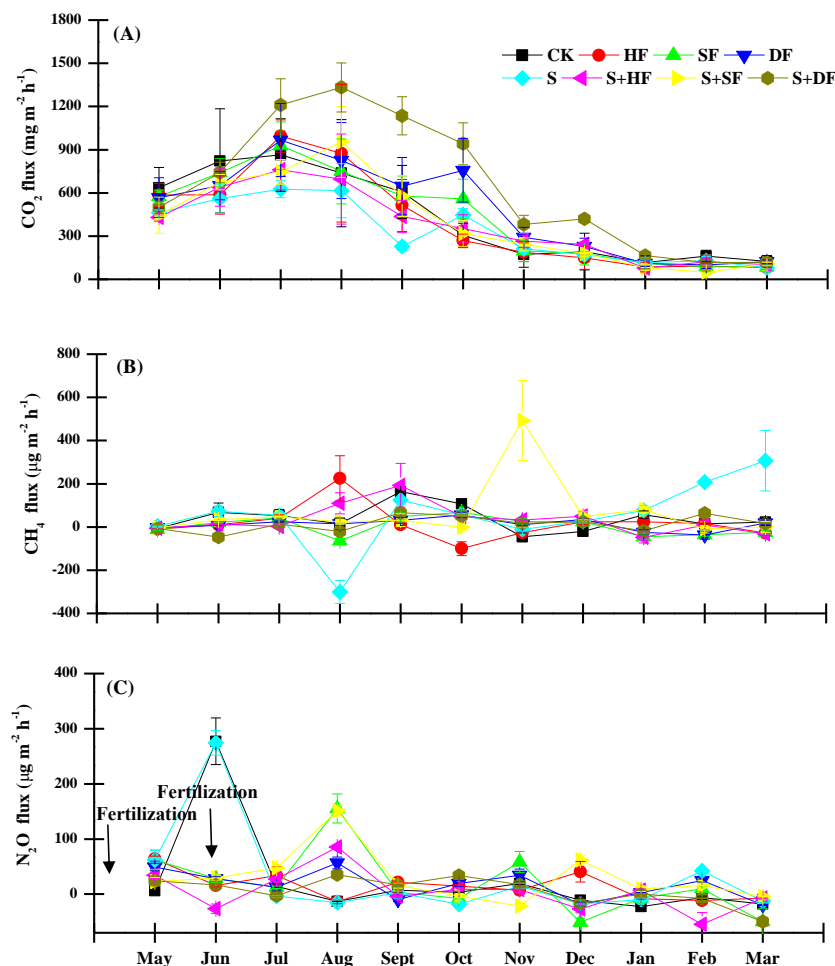 1800
(A)
CK HF SF DF
S S+HF S+SF S+DF
1500
1200
900
600
300
0
CO2 flux (mg m-2 h-1)
800
(B)
600
400
200
0
-200
-400
CH4 flux (µg m-2 h-1)
400
(C)
300
200
100
0
N2O flux (µg m-2 h-1)
Fertilization
Fertilization
May Jun Jul Aug Sept Oct Nov Dec Jan Feb Mar